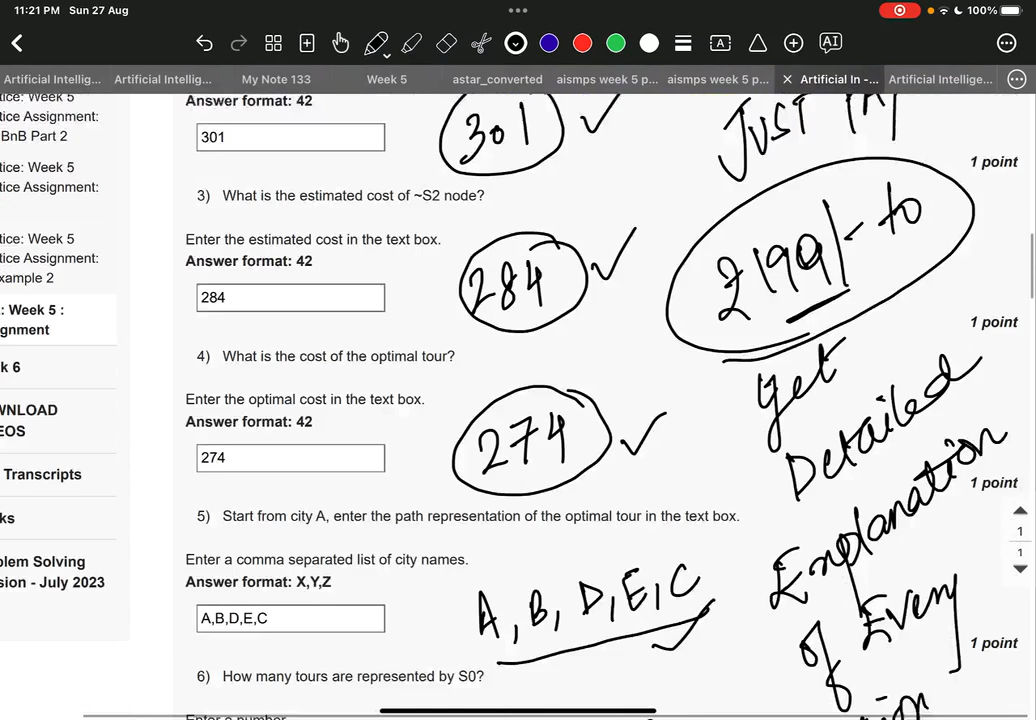 11:21 PM Sun 27 Aug
100%
A
AI
Artificial Intellig...
Artificial Intellig...
My Note 133
Week 5
astar_converted
aismps week 5 p...
aismps week 5 p...
Artificial In -...
Artificial Intellige...
tice: Week 5
tice Assignment:
BnB Part 2
tice: Week 5
tice Assignment:
tice: Week 5
tice Assignment:
xample 2
: Week 5 :
gnment
k 6
WNLOAD
EOS
Transcripts
ks
blem Solving
sion - July 2023
Answer format: 42
301
301
JUST
1 point
3) What is the estimated cost of ~S2 node?
Enter the estimated cost in the text box.
Answer format: 42
284
284
₹199/- to
1 point
4) What is the cost of the optimal tour?
Enter the optimal cost in the text box.
Answer format: 42
274
274
get
Detailed
1 point
5) Start from city A, enter the path representation of the optimal tour in the text box.
Enter a comma separated list of city names.
Answer format: X,Y,Z
A,B,D,E,C
A, B, D, E, C
Explanation
of Every
1 point
1
1
6) How many tours are represented by S0?
Enter a number